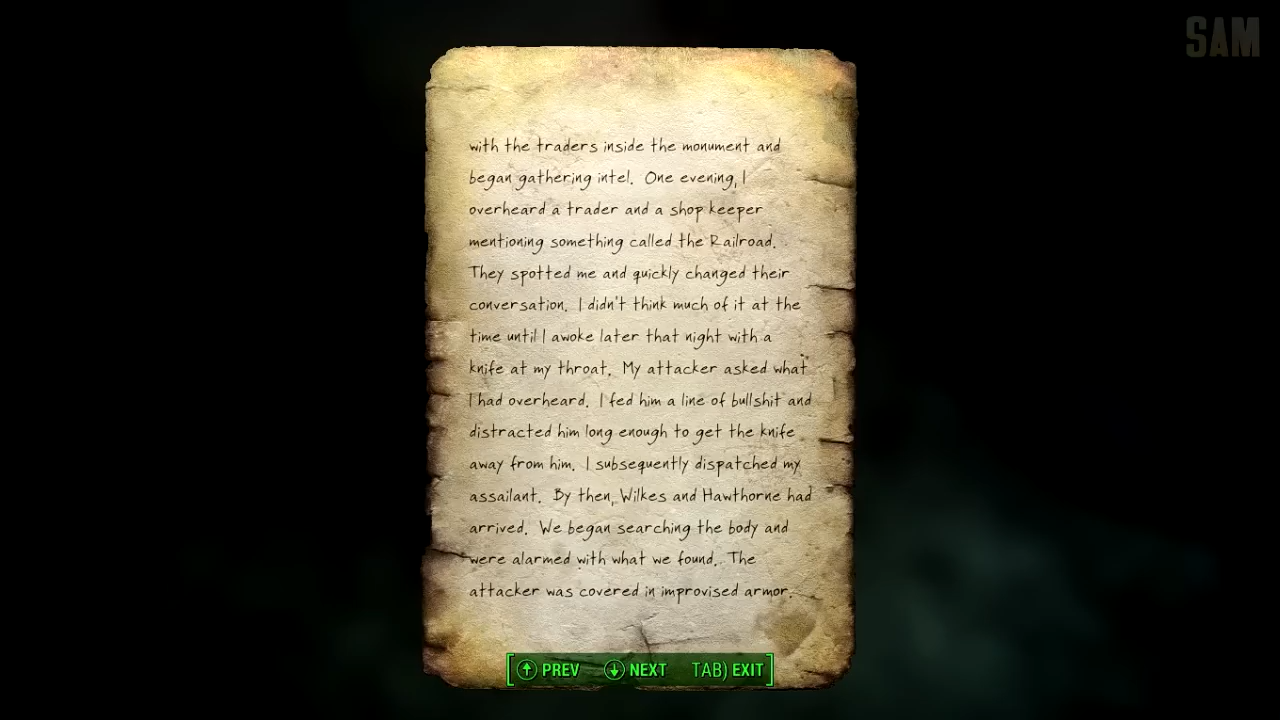 SAM
with the traders inside the monument and
began gathering intel. One evening, I
overheard a trader and a shop keeper
mentioning something called the Railroad.
They spotted me and quickly changed their
conversation. I didn't think much of it at the
time until I awoke later that night with a
knife at my throat. My attacker asked what
I had overheard. I fed him a line of bullshit and
distracted him long enough to get the knife
away from him. I subsequently dispatched my
assailant. By then, Wilkes and Hawthorne had
arrived. We began searching the body and
were alarmed with what we found. The
attacker was covered in improvised armor.
PREV NEXT TAB) EXIT